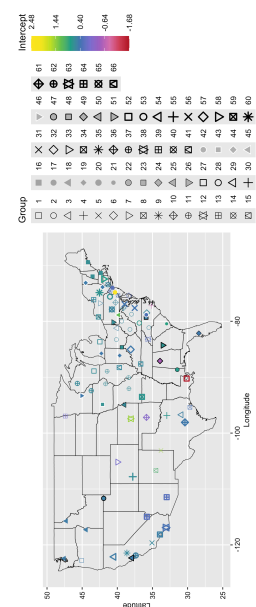 Intercept
2.48
1.44
0.40
-0.64
-1.68
Group
1 16 31 46 61
2 17 32 47 62
3 18 33 48 63
4 19 34 49 64
5 20 35 50 65
6 21 36 51 66
7 22 37 52
8 23 38 53
9 24 39 54
10 25 40 55
11 26 41 56
12 27 42 57
13 28 43 58
14 29 44 59
15 30 45 60
Latitude
50
45
40
35
30
25
-120
-100
-80
Longitude